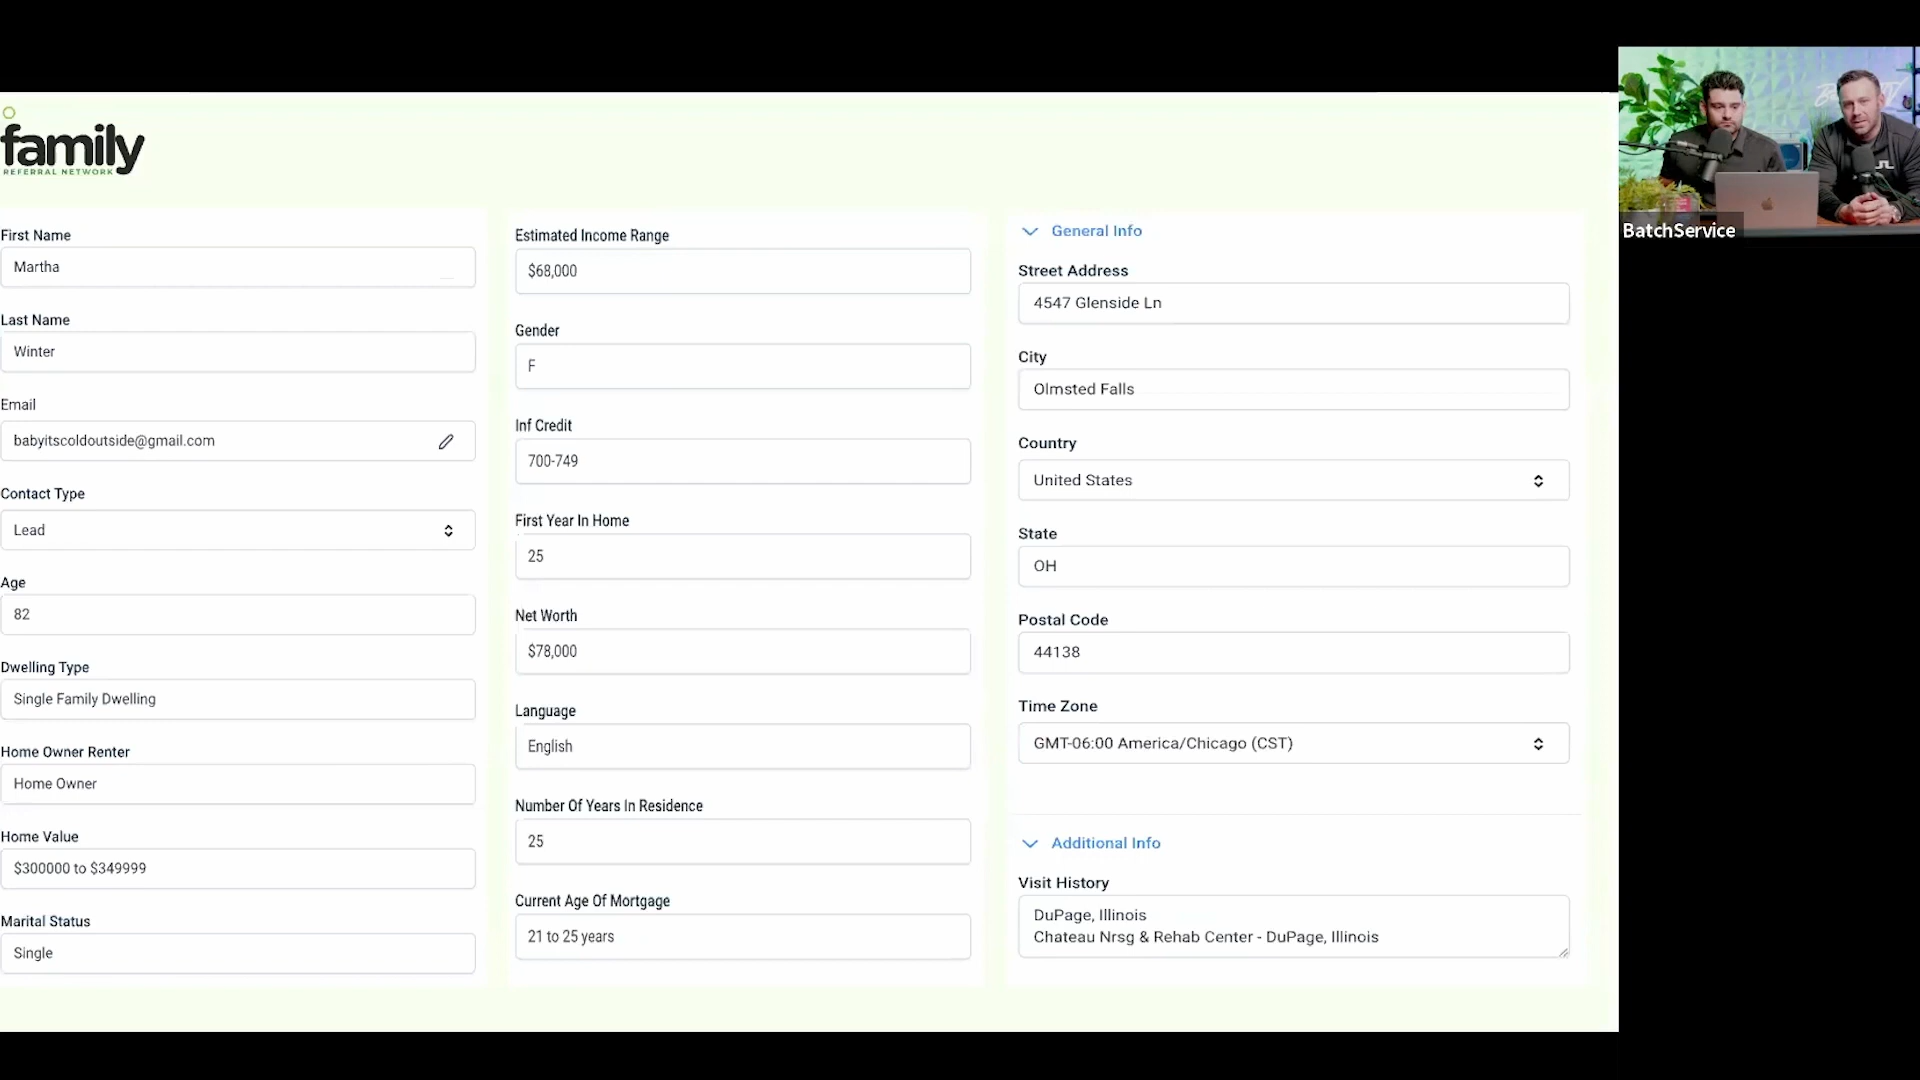 family
REFERRAL NETWORK
First Name
Martha
Last Name
Winter
Email
babyitscoldoutside@gmail.com
Contact Type
Lead
Age
82
Dwelling Type
Single Family Dwelling
Home Owner Renter
Home Owner
Home Value
$300000 to $349999
Marital Status
Single
Estimated Income Range
$68,000
Gender
F
Inf Credit
700-749
First Year In Home
25
Net Worth
$78,000
Language
English
Number Of Years In Residence
25
Current Age Of Mortgage
21 to 25 years
General Info
Street Address
4547 Glenside Ln
City
Olmsted Falls
Country
United States
State
OH
Postal Code
44138
Time Zone
GMT-06:00 America/Chicago (CST)
Additional Info
Visit History
DuPage, Illinois
Chateau Nrsg & Rehab Center - DuPage, Illinois
BatchService